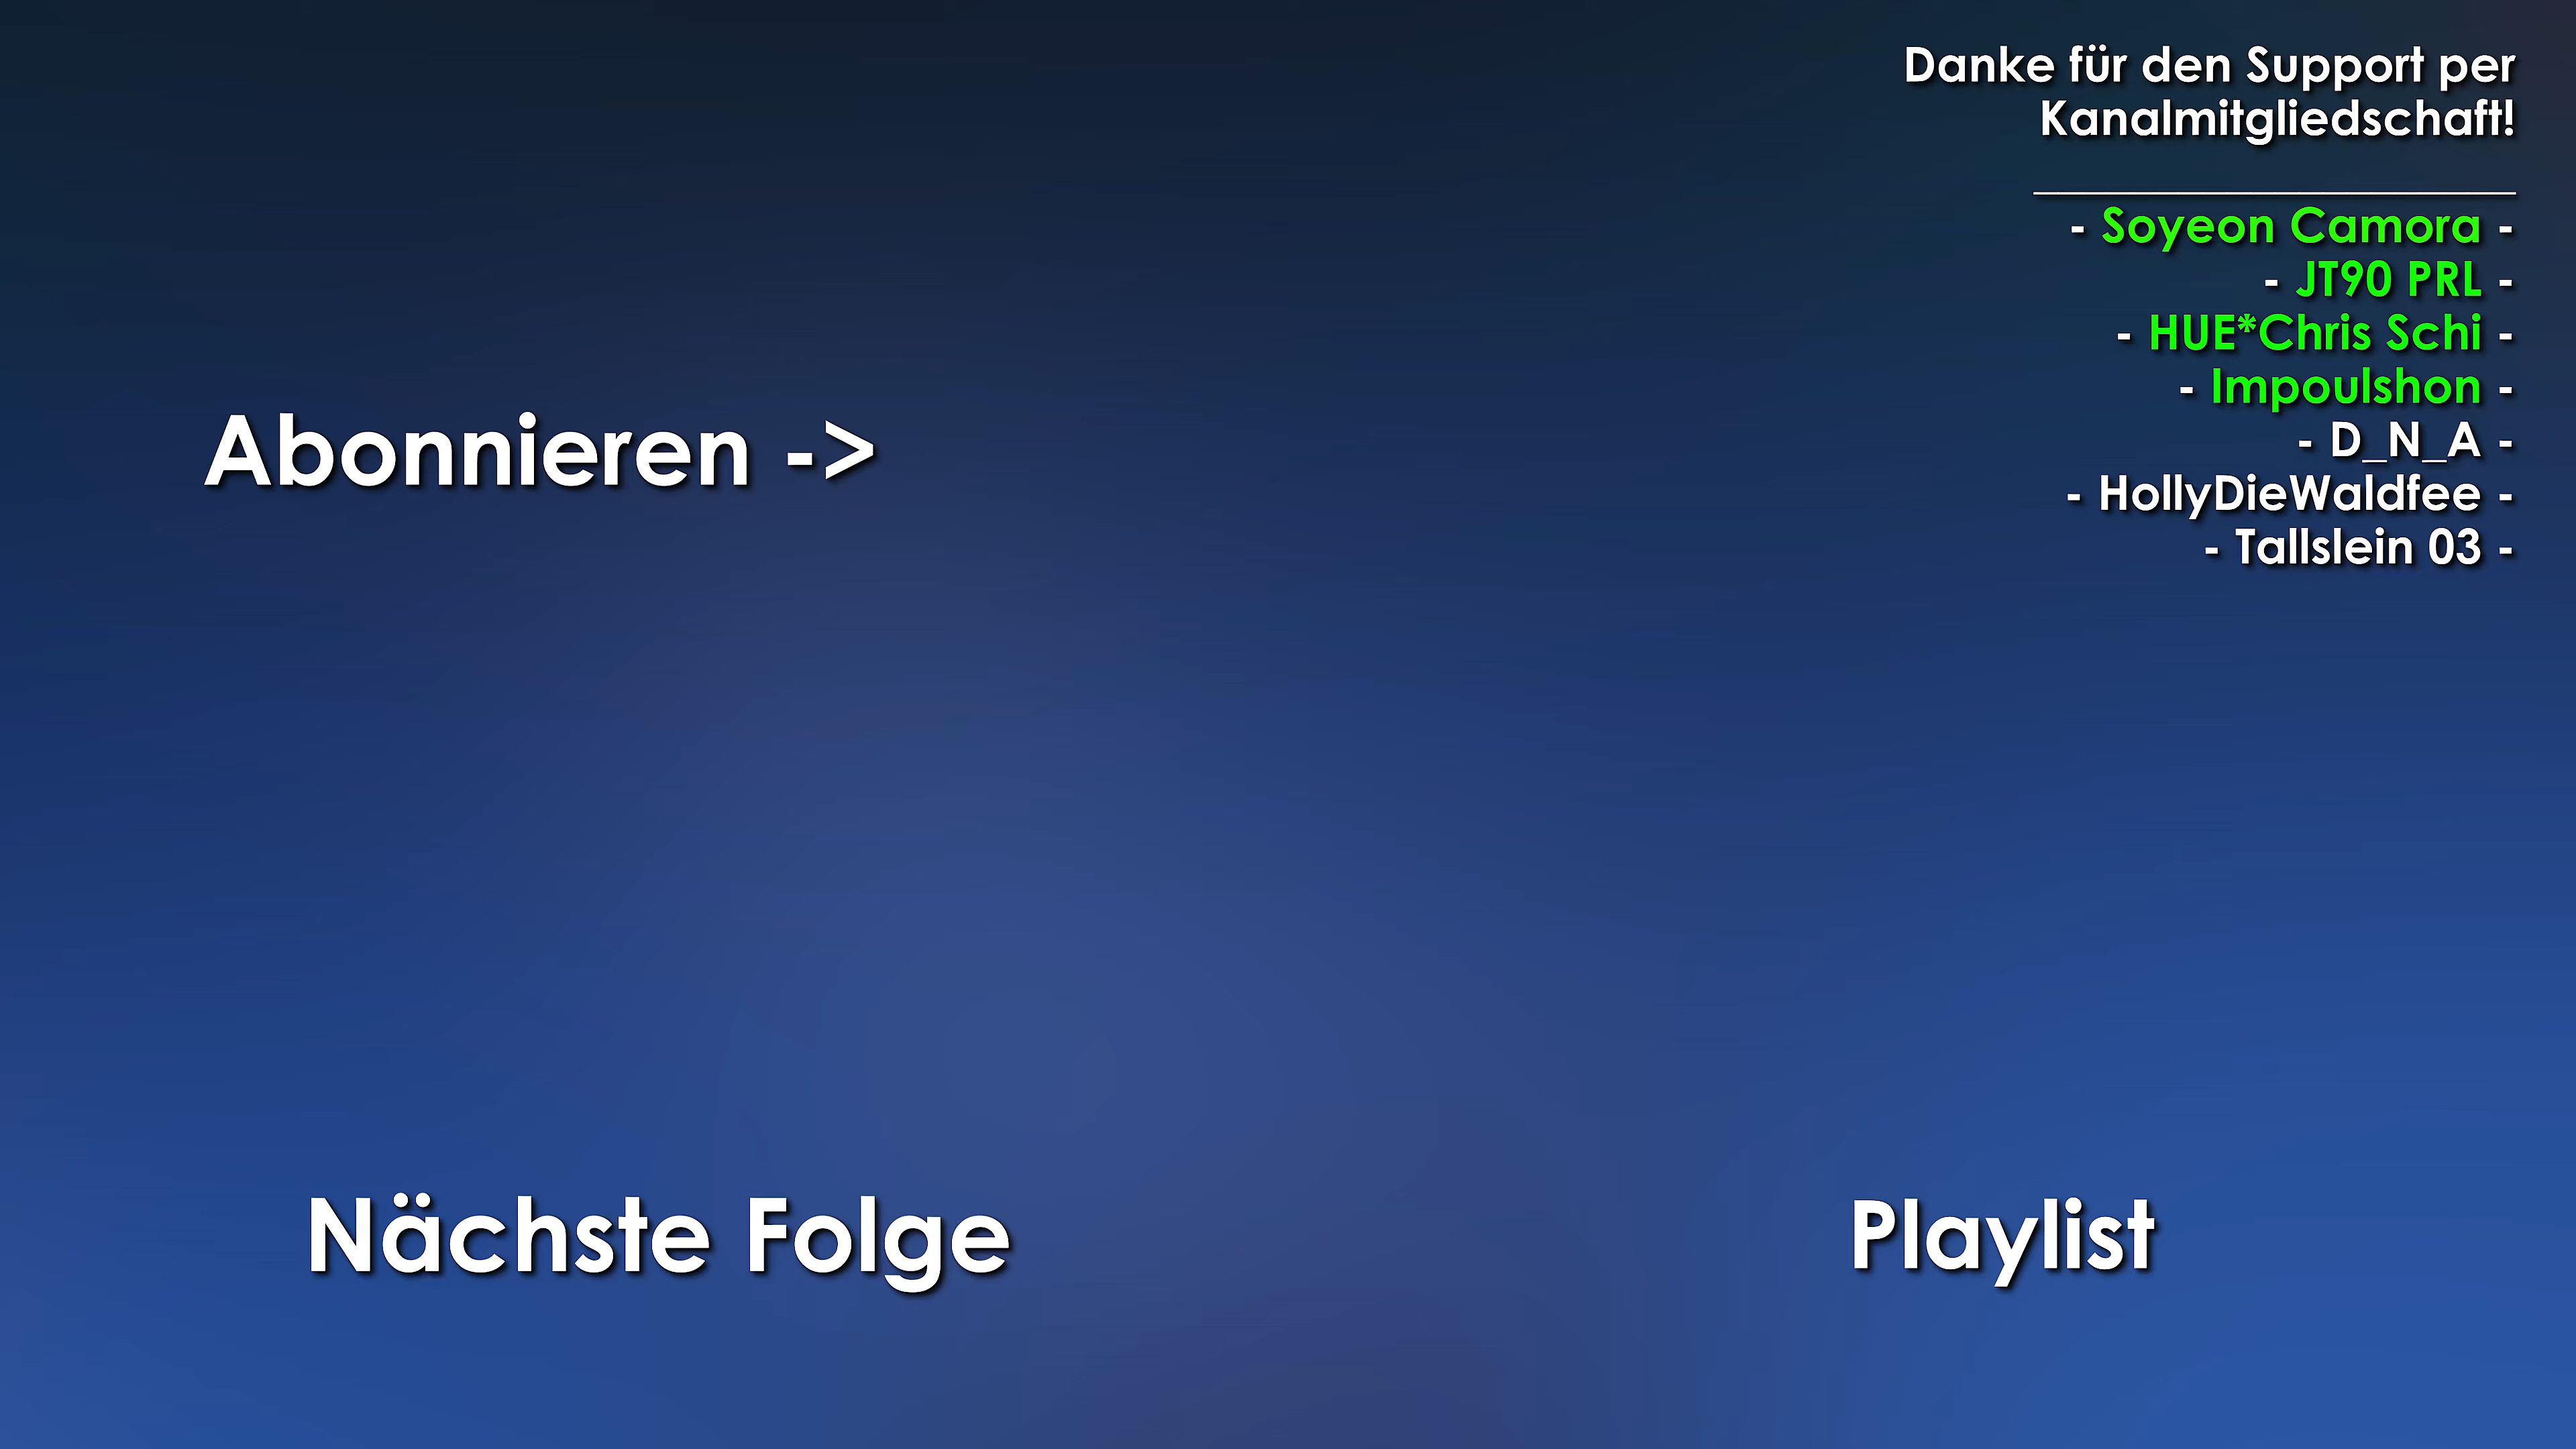 Danke für den Support per
Kanalmitgliedschaft!
- Soyeon Camora -
- JT90 PRL -
- HUE*Chris Schi -
- Impoulshon -
- D_N_A -
- HollyDieWaldfee -
- Tallslein 03 -
Abonnieren ->
Nächste Folge
Playlist